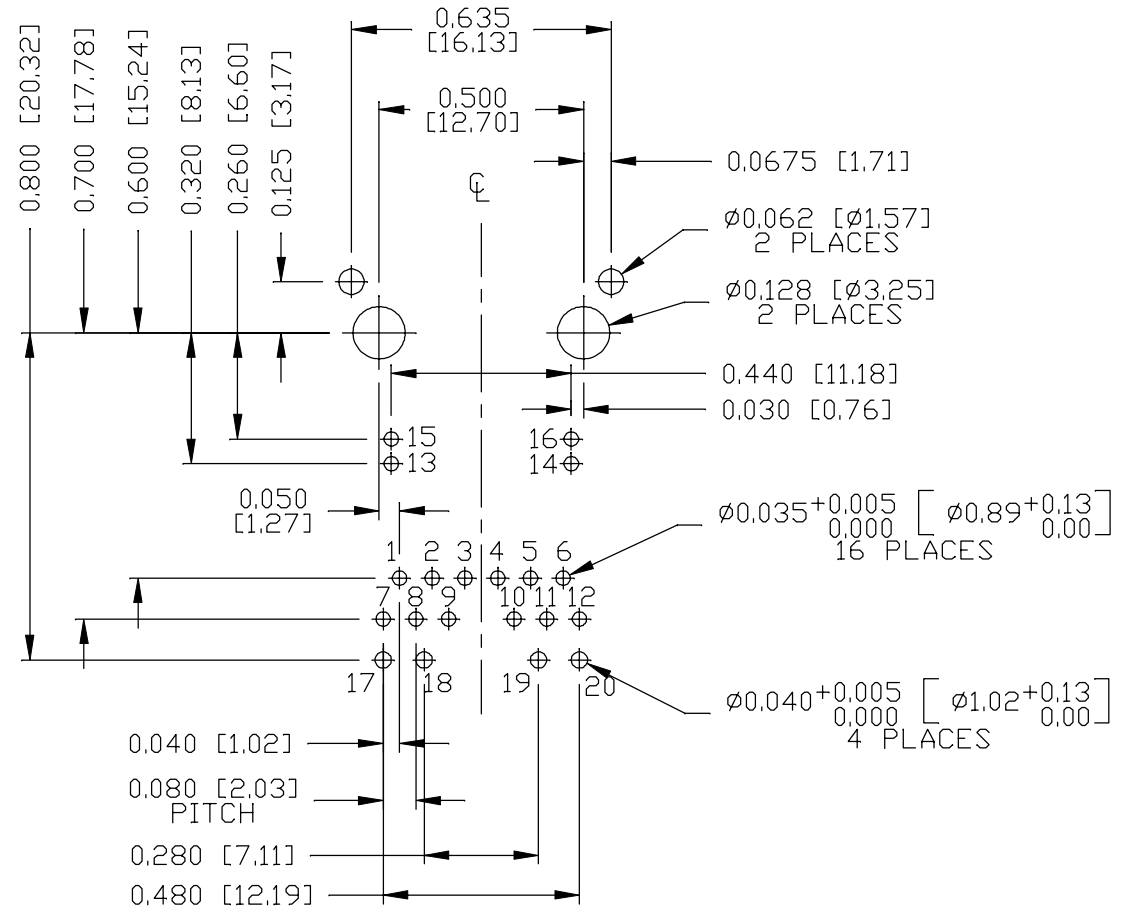 0,635
[16,13]
0,500
[12,70]
0,800 [20,32]
0,700 [17,78]
0,600 [15,24]
0,320 [8,13]
0,260 [6,60]
0,125 [3,17]
0,0675 [1,71]
℄
Ø0,062 [Ø1,57]
2 PLACES
Ø0,128 [Ø3,25]
2 PLACES
0,440 [11,18]
0,030 [0,76]
15
16
13
14
0,050
[1,27]
Ø0,035+0,005 0,000 [Ø0,89+0,13 0,00]
16 PLACES
1 2 3 4 5 6
7 8 9 10 11 12
17 18 19 20
Ø0,040+0,005 0,000 [Ø1,02+0,13 0,00]
4 PLACES
0,040 [1,02]
0,080 [2,03]
PITCH
0,280 [7,11]
0,480 [12,19]